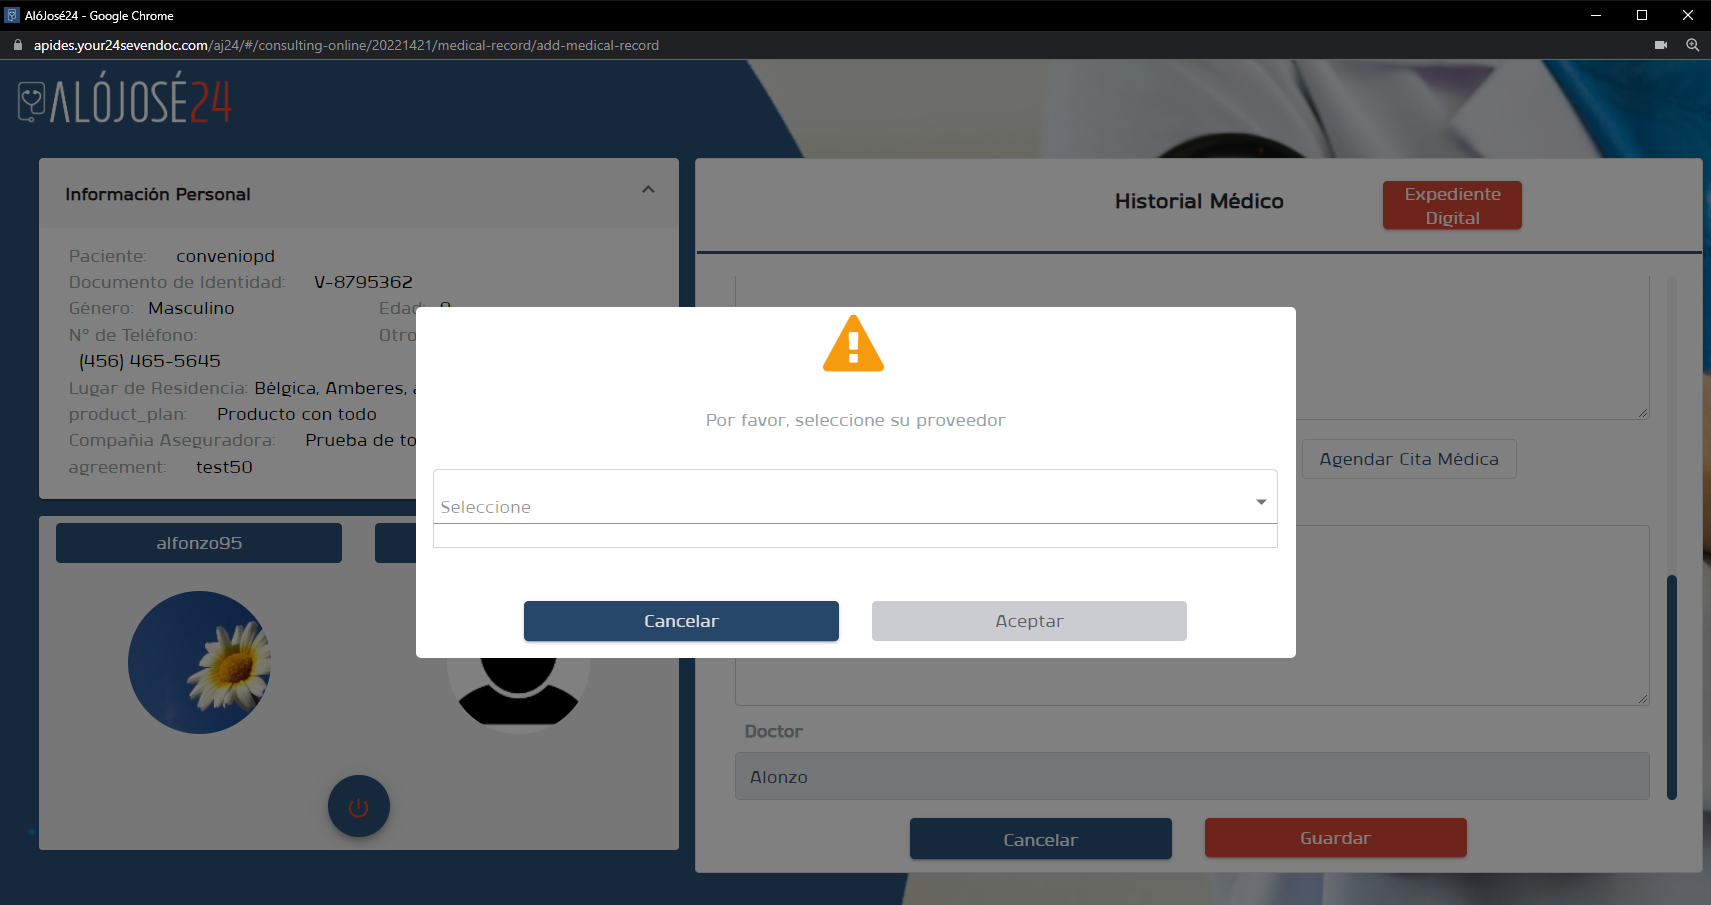 AlóJosé24 - Google Chrome
apides.your24sevendoc.com/aj24/#/consulting-online/20221421/medical-record/add-medical-record
ALÓJOSÉ24
Información Personal
Paciente: conveniopd
Documento de Identidad: V-8795362
Género: Masculino Edad:
N° de Teléfono: Otro
(456) 465-5645
Lugar de Residencia: Bélgica, Amberes,
product_plan: Producto con todo
Compañia Aseguradora: Prueba de to
agreement: test50
alfonzo95
Historial Médico
Expediente
Digital
Agendar Cita Médica
Doctor
Alonzo
Cancelar
Guardar
Por favor, seleccione su proveedor
Seleccione
Cancelar
Aceptar